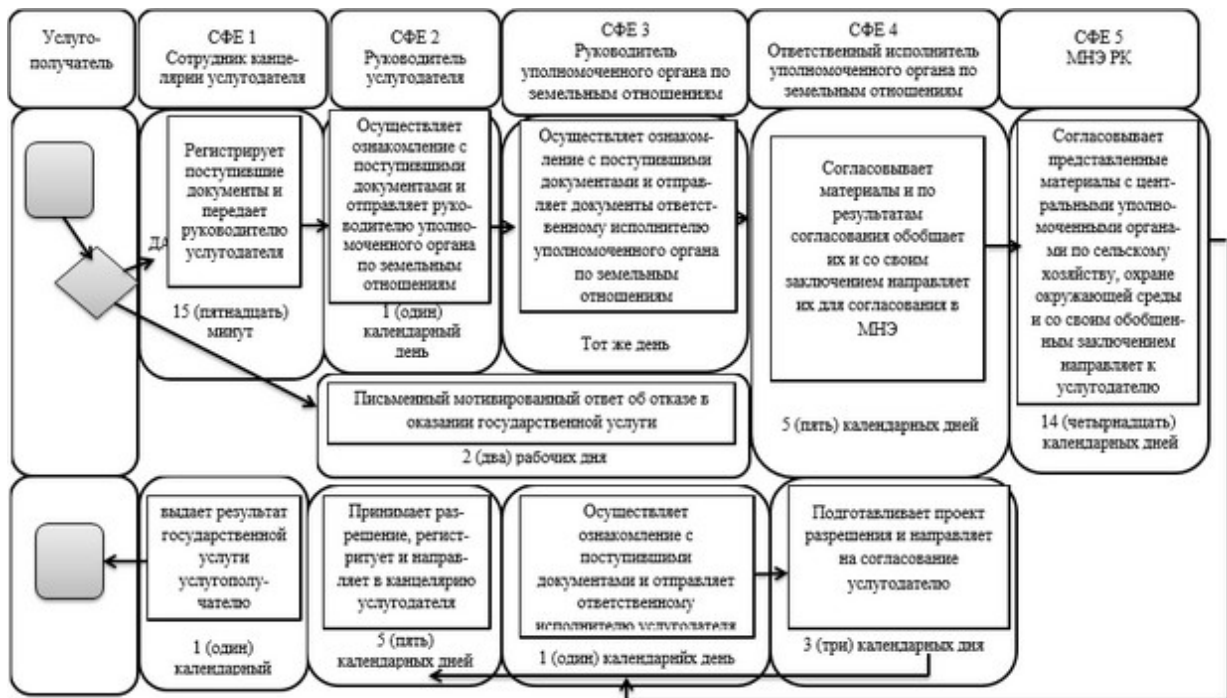 Услуго-
получатель
СФЕ 1
Сотрудник канце-
лярии услугодателя
СФЕ 2
Руководитель
услугодателя
СФЕ 3
Руководитель
уполномоченного органа по
земельным отношениям
СФЕ 4
Ответственный исполнитель
уполномоченного органа по
земельным отношениям
СФЕ 5
МНЭ РК
ДА
Регистрирует
поступившие
документы и
передает
руководителю
услугодателя
15 (пятнадцать)
минут
Осуществляет
ознакомление с
поступившими
документами и
отправляет руко-
водителю уполно-
моченного органа
по земельным
отношениям
1 (один)
календарный
день
Осуществляет ознаком-
ление с поступившими
документами и отправ-
ляет документы ответст-
венному исполнителю
уполномоченного органа
по земельным
отношениям
Тот же день
Согласовывает
материалы и по
результатам
согласования обобщает
их и со своим
заключением направляет
их для согласования в
МНЭ
5 (пять) календарных дней
Согласовывает
представленные
материалы с цент-
ральными уполно-
моченными органа-
ми по сельскому
хозяйству, охране
окружающей среды
и со своим обобщен-
ным заключением
направляет к
услугодателю
14 (четырнадцать)
календарных дней
Письменный мотивированный ответ об отказе в
оказании государственной услуги
2 (два) рабочих дня
выдает результат
государственной
услуги
услугополу-
чателю
1 (один)
календарный
Принимает раз-
решение, регист-
ритует и направ-
ляет в канцелярию
услугодателя
5 (пять)
календарных дней
Осуществляет
ознакомление с
поступившими
документами и отправляет
ответственному
исполнителю услугодателя
1 (один) календарнйх день
Подготавливает проект
разрешения и направляет
на согласование
услугодателю
3 (три) календарных дня